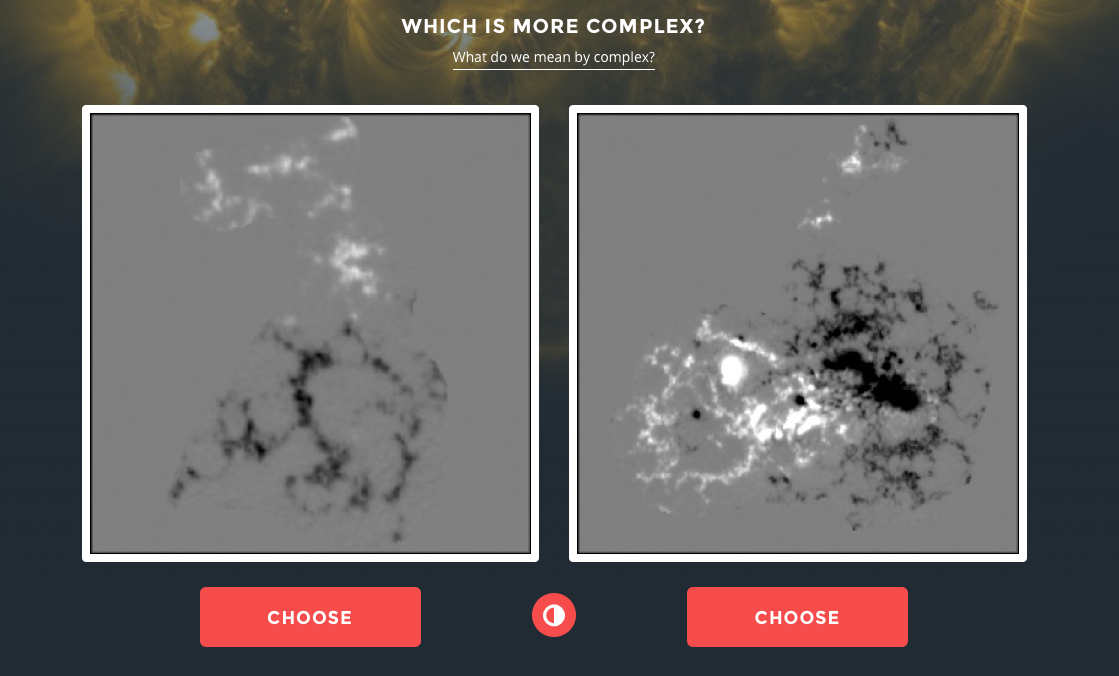 WHICH IS MORE COMPLEX?
What do we mean by complex?
CHOOSE
CHOOSE